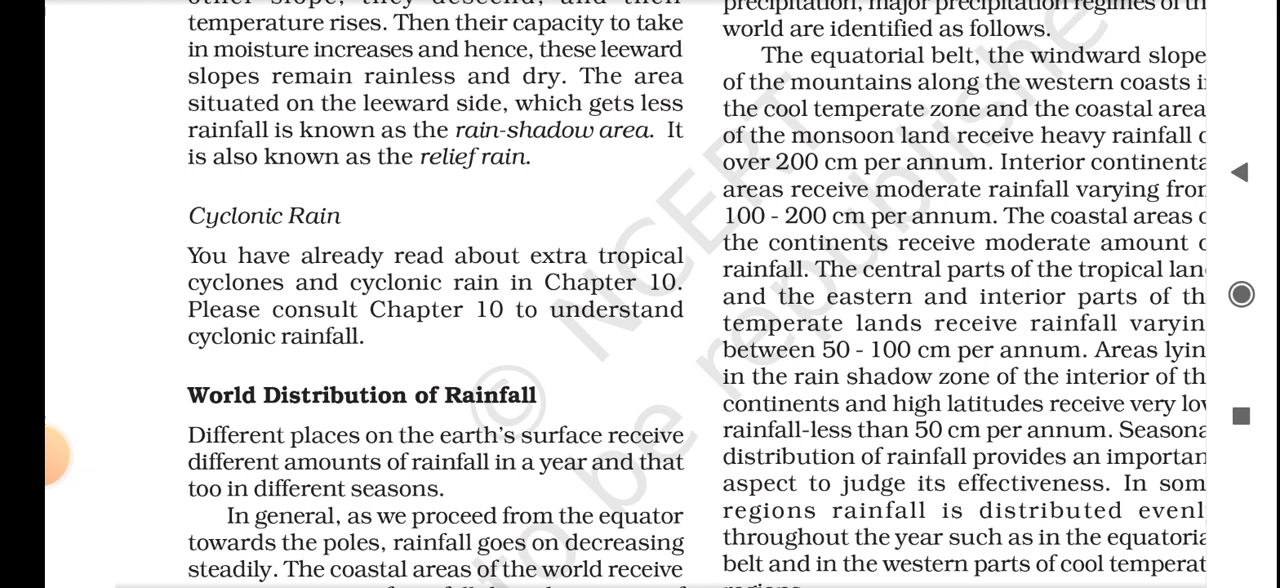 temperature rises. Then their capacity to take
in moisture increases and hence, these leeward
slopes remain rainless and dry. The area
situated on the leeward side, which gets less
rainfall is known as the rain-shadow area. It
is also known as the relief rain.
Cyclonic Rain
You have already read about extra tropical
cyclones and cyclonic rain in Chapter 10.
Please consult Chapter 10 to understand
cyclonic rainfall.
World Distribution of Rainfall
Different places on the earth's surface receive
different amounts of rainfall in a year and that
too in different seasons.
In general, as we proceed from the equator
towards the poles, rainfall goes on decreasing
steadily. The coastal areas of the world receive
precipitation, major precipitation regimes of
world are identified as follows.
The equatorial belt, the windward slope
of the mountains along the western coasts
the cool temperate zone and the coastal area
of the monsoon land receive heavy rainfall
over 200 cm per annum. Interior continenta
areas receive moderate rainfall varying
100 - 200 cm per annum. The coastal areas
the continents receive moderate amount
rainfall. The central parts of the tropical lan
and the eastern and interior parts of th
temperate lands receive rainfall varyin
between 50 - 100 cm per annum. Areas lyin
in the rain shadow zone of the interior of th
continents and high latitudes receive very
rainfall-less than 50 cm per annum. Seasona
distribution of rainfall provides an importan
aspect to judge its effectiveness. In som
regions rainfall is distributed evenl
throughout the year such as in the equatoria
belt and in the western parts of cool temperat
© NCERT
to be republishe